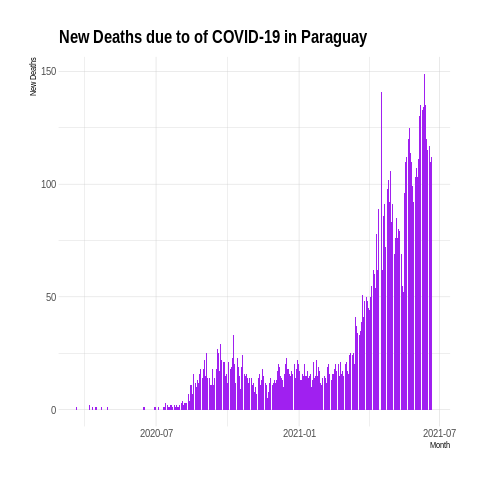 New Deaths due to of COVID-19 in Paraguay
New Deaths
150
100
50
0
2020-07
2021-01
2021-07
Month